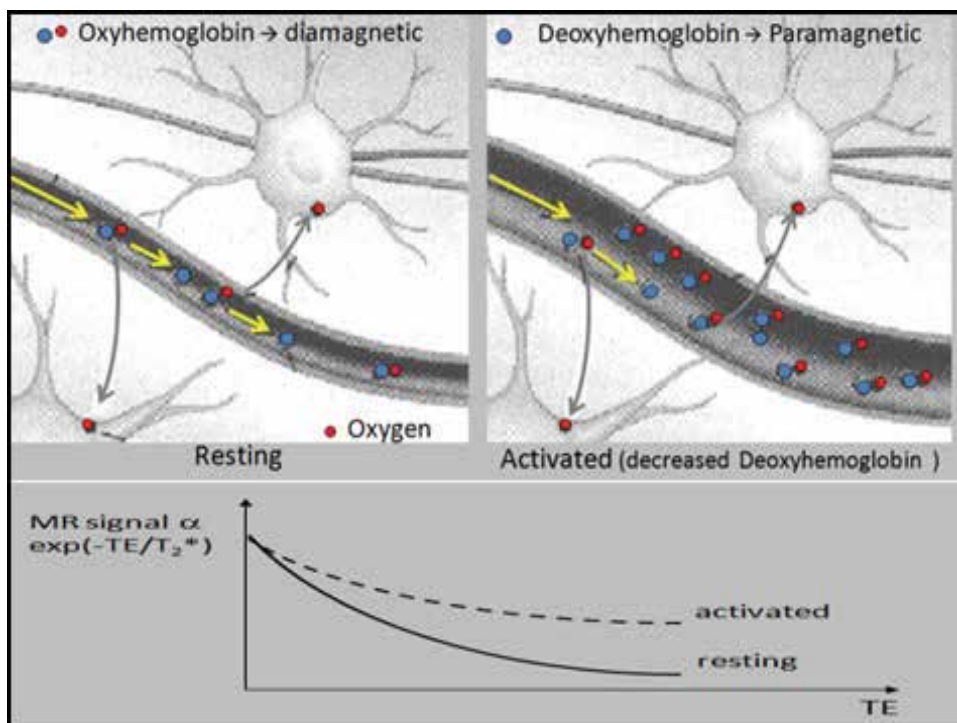 Oxyhemoglobin → diamagnetic
Deoxyhemoglobin → Paramagnetic
Oxygen
Resting
Activated (decreased Deoxyhemoglobin )
MR signal α
exp(-TE/T₂*)
activated
resting
TE